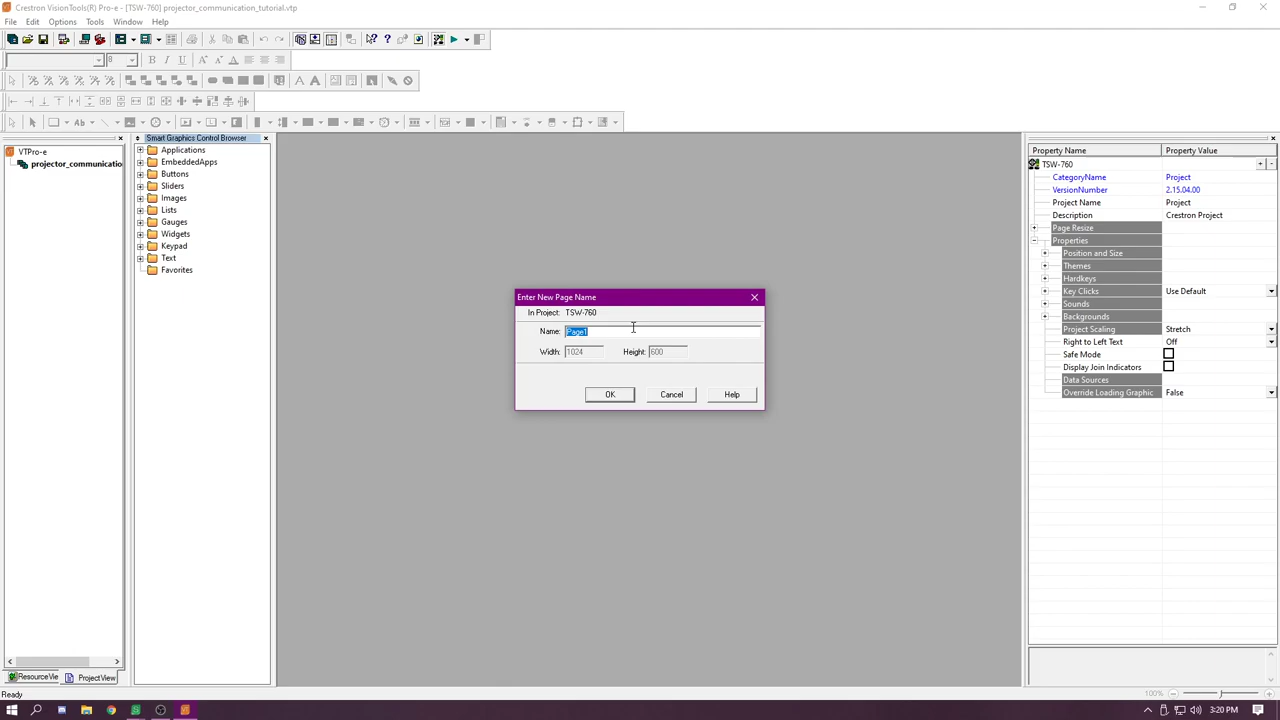 Crestron VisionTools(R) Pro-e - [TSW-760] projector_communication_tutorial.vtp
File Edit Options Tools Window Help
8
B I U A A A
VTPro-e
projector_communicatio
Smart Graphics Control Browser
Applications
EmbeddedApps
Buttons
Sliders
Images
Lists
Gauges
Widgets
Keypad
Text
Favorites
Enter New Page Name
In Project: TSW-760
Name: Page1
Width: 1024 Height: 600
OK Cancel Help
Property Name Property Value
TSW-760
CategoryName Project
VersionNumber 2.15.04.00
Project Name Project
Description Crestron Project
Page Resize
Properties
Position and Size
Themes
Hardkeys
Key Clicks Use Default
Sounds
Backgrounds
Project Scaling Stretch
Right to Left Text Off
Safe Mode
Display Join Indicators
Data Sources
Override Loading Graphic False
ResourceVie ProjectView
Ready 100%
3:20 PM